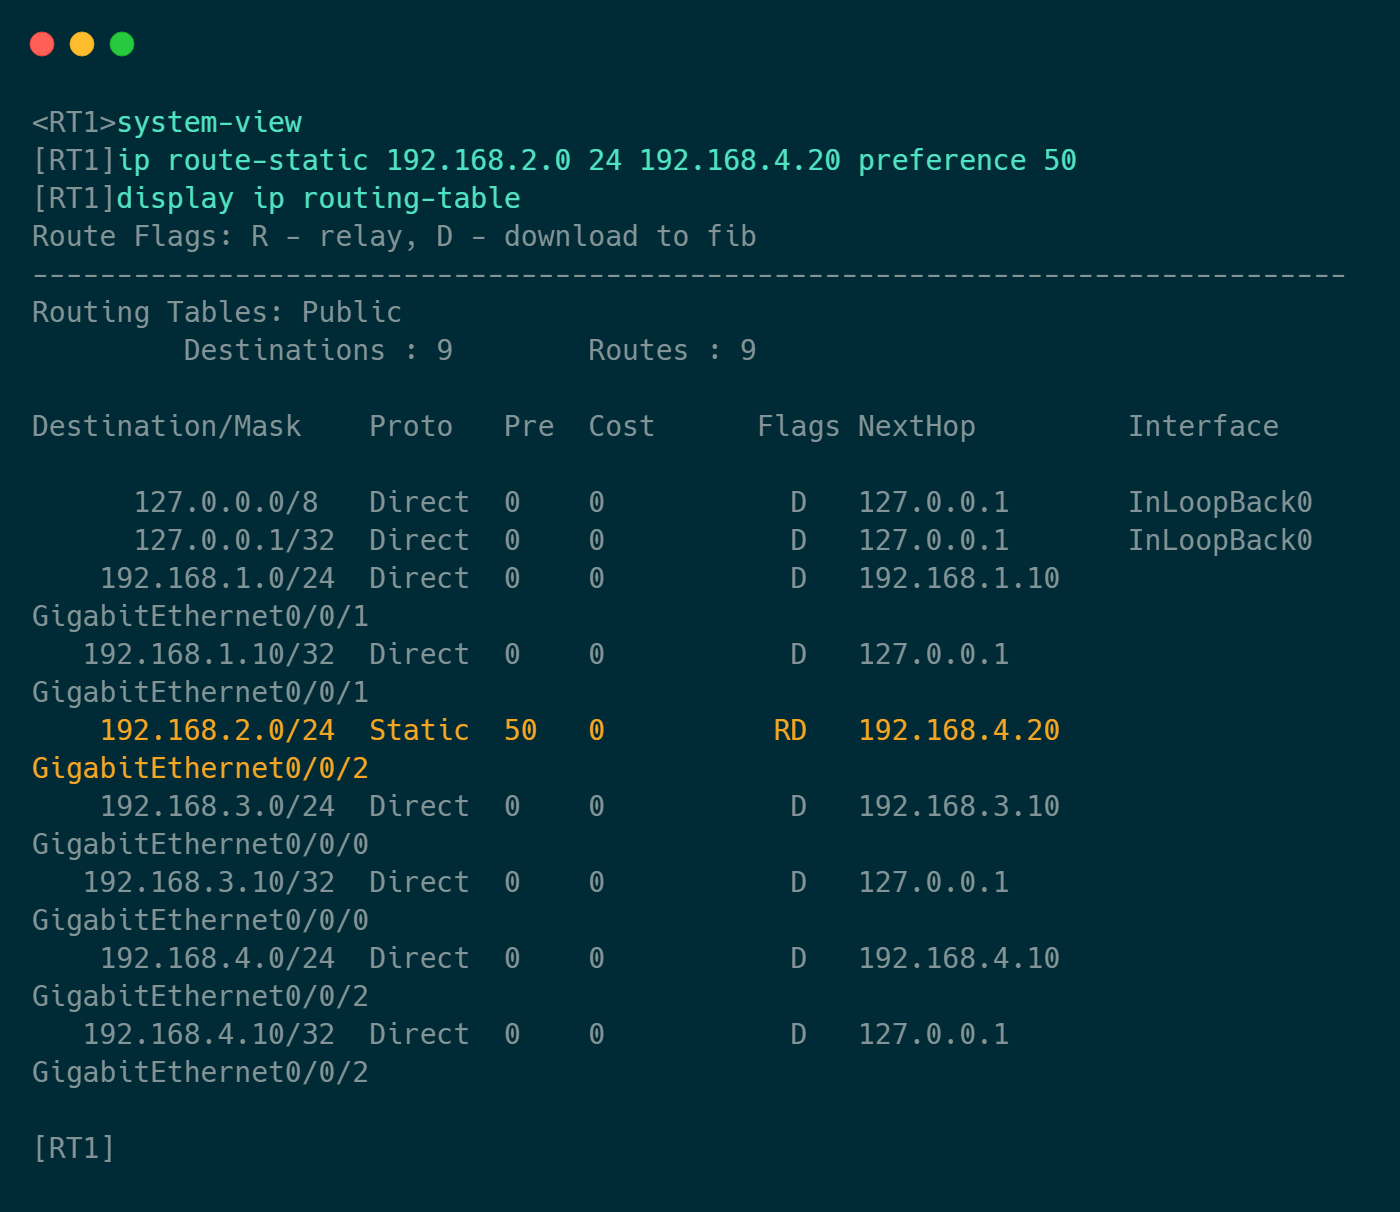 <RT1>system-view
[RT1]ip route-static 192.168.2.0 24 192.168.4.20 preference 50
[RT1]display ip routing-table
Route Flags: R - relay, D - download to fib
------------------------------------------------------------------------------
Routing Tables: Public
         Destinations : 9        Routes : 9

Destination/Mask    Proto   Pre  Cost      Flags NextHop         Interface

      127.0.0.0/8   Direct  0    0           D   127.0.0.1       InLoopBack0
      127.0.0.1/32  Direct  0    0           D   127.0.0.1       InLoopBack0
    192.168.1.0/24  Direct  0    0           D   192.168.1.10
GigabitEthernet0/0/1
   192.168.1.10/32  Direct  0    0           D   127.0.0.1
GigabitEthernet0/0/1
    192.168.2.0/24  Static  50   0          RD   192.168.4.20
GigabitEthernet0/0/2
    192.168.3.0/24  Direct  0    0           D   192.168.3.10
GigabitEthernet0/0/0
   192.168.3.10/32  Direct  0    0           D   127.0.0.1
GigabitEthernet0/0/0
    192.168.4.0/24  Direct  0    0           D   192.168.4.10
GigabitEthernet0/0/2
   192.168.4.10/32  Direct  0    0           D   127.0.0.1
GigabitEthernet0/0/2

[RT1]